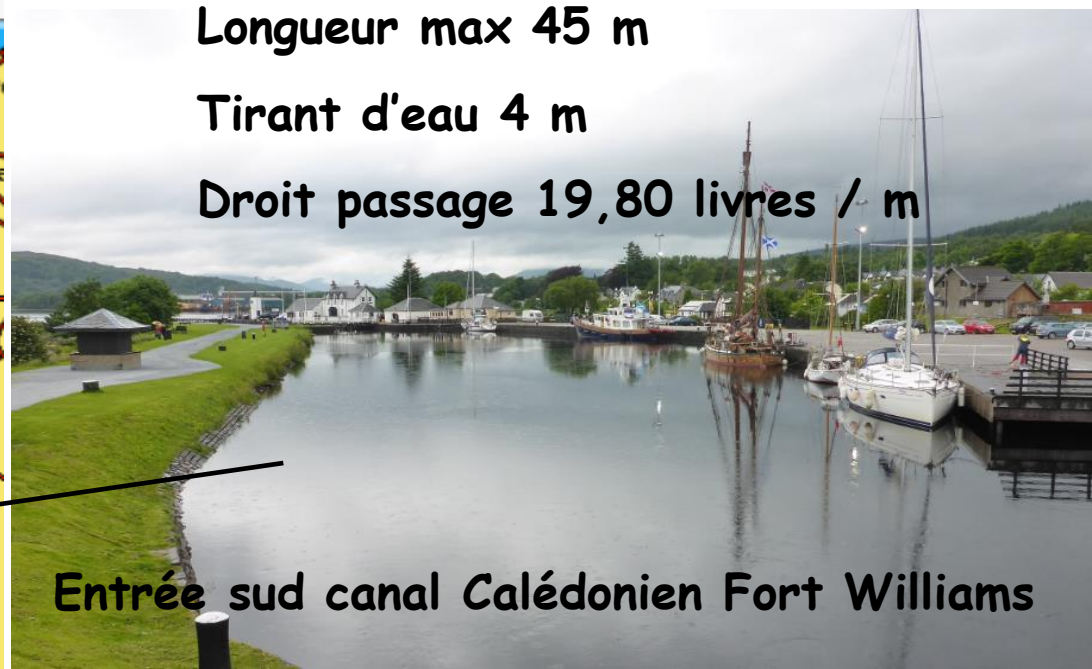 Longueur max 45 m
Tirant d'eau 4 m
Droit passage 19,80 livres / m
Entrée sud canal Calédonien Fort Williams